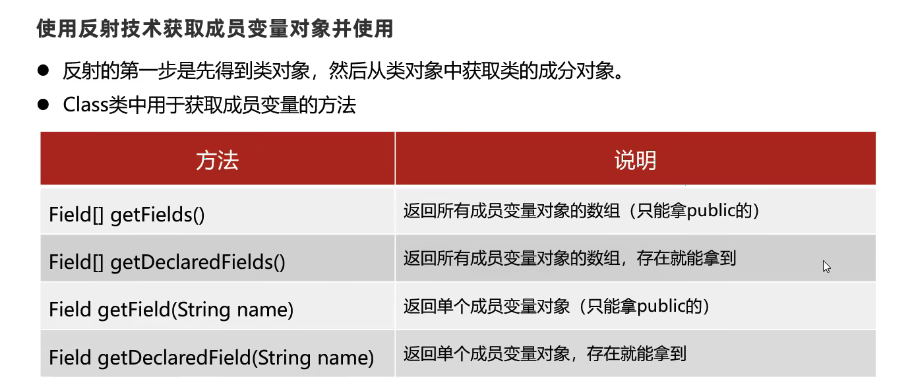 使用反射技术获取成员变量对象并使用
● 反射的第一步是先得到类对象，然后从类对象中获取类的成分对象。
● Class类中用于获取成员变量的方法
方法 说明
Field[] getFields() 返回所有成员变量对象的数组（只能拿public的）
Field[] getDeclaredFields() 返回所有成员变量对象的数组，存在就能拿到
Field getField(String name) 返回单个成员变量对象（只能拿public的）
Field getDeclaredField(String name) 返回单个成员变量对象，存在就能拿到